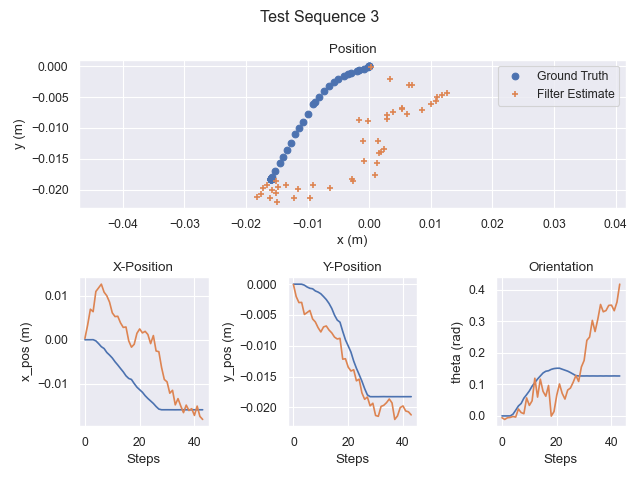 Test Sequence 3
Position
Ground Truth
Filter Estimate
0.000
−0.005
−0.010
−0.015
−0.020
y (m)
−0.04 −0.03 −0.02 −0.01 0.00 0.01 0.02 0.03 0.04
x (m)
X-Position
0.01
0.00
−0.01
x_pos (m)
0 20 40
Steps
Y-Position
0.000
−0.005
−0.010
−0.015
−0.020
y_pos (m)
0 20 40
Steps
Orientation
0.4
0.3
0.2
0.1
0.0
theta (rad)
0 20 40
Steps